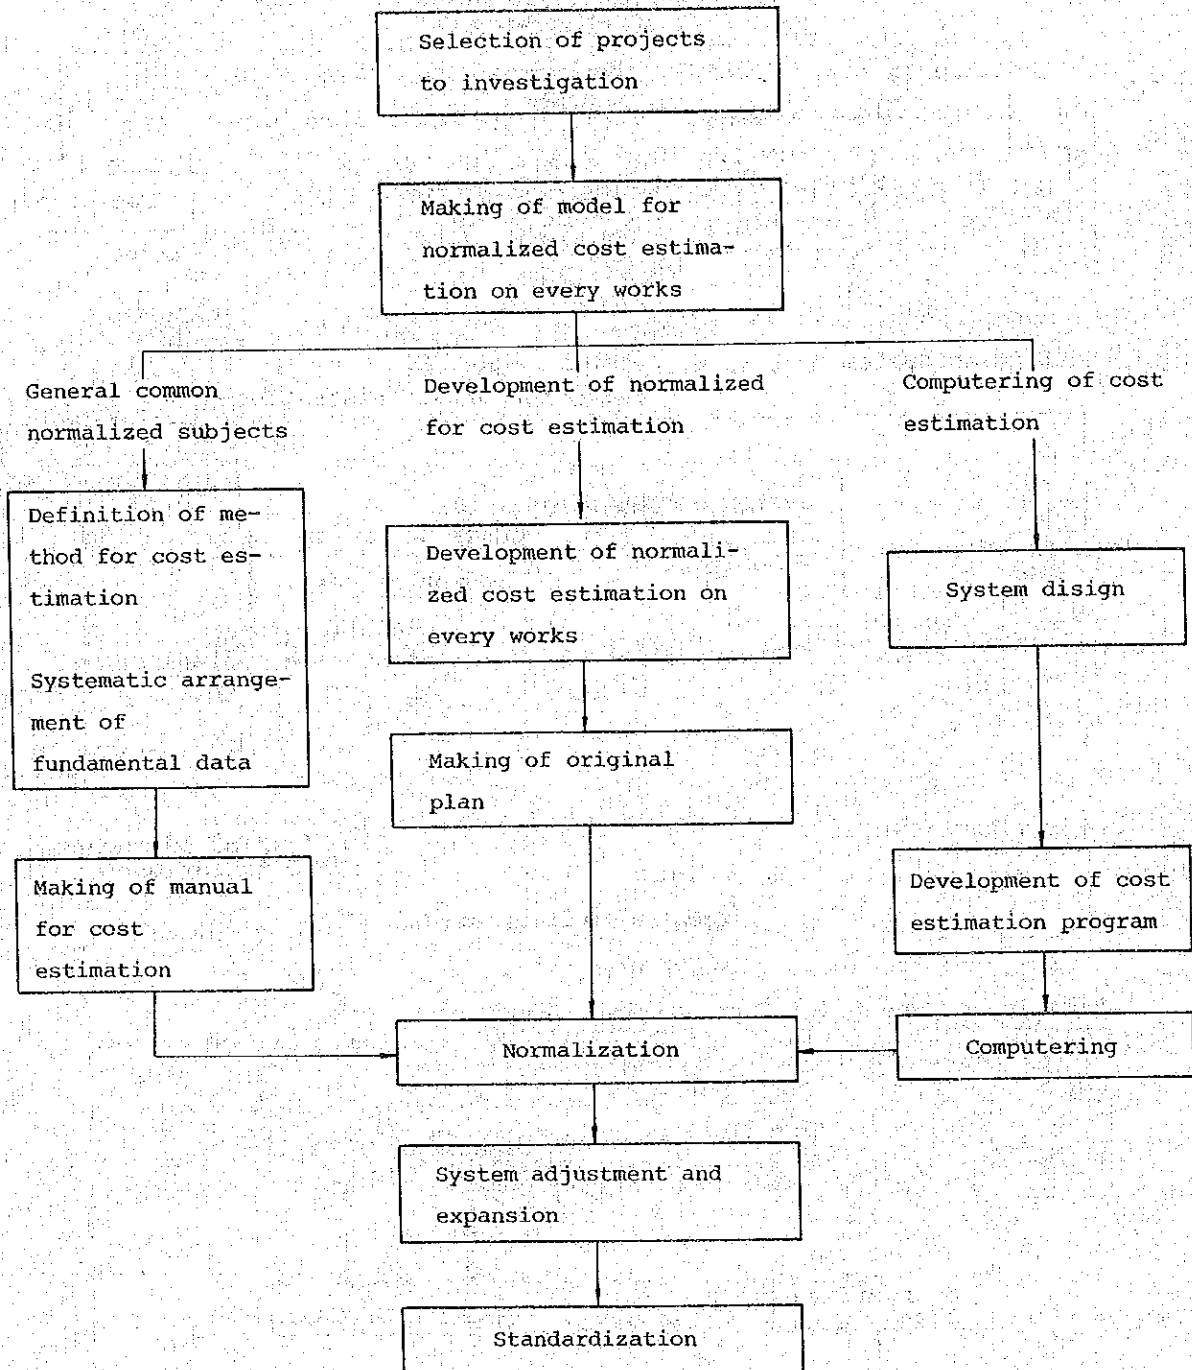 Selection of projects
to investigation
Making of model for
normalized cost estima-
tion on every works
General common
normalized subjects
Development of normalized
for cost estimation
Computering of cost
estimation
Definition of me-
thod for cost es-
timation
Systematic arrange-
ment of
fundamental data
Development of normali-
zed cost estimation on
every works
System disign
Making of original
plan
Making of manual
for cost
estimation
Development of cost
estimation program
Normalization
Computering
System adjustment and
expansion
Standardization